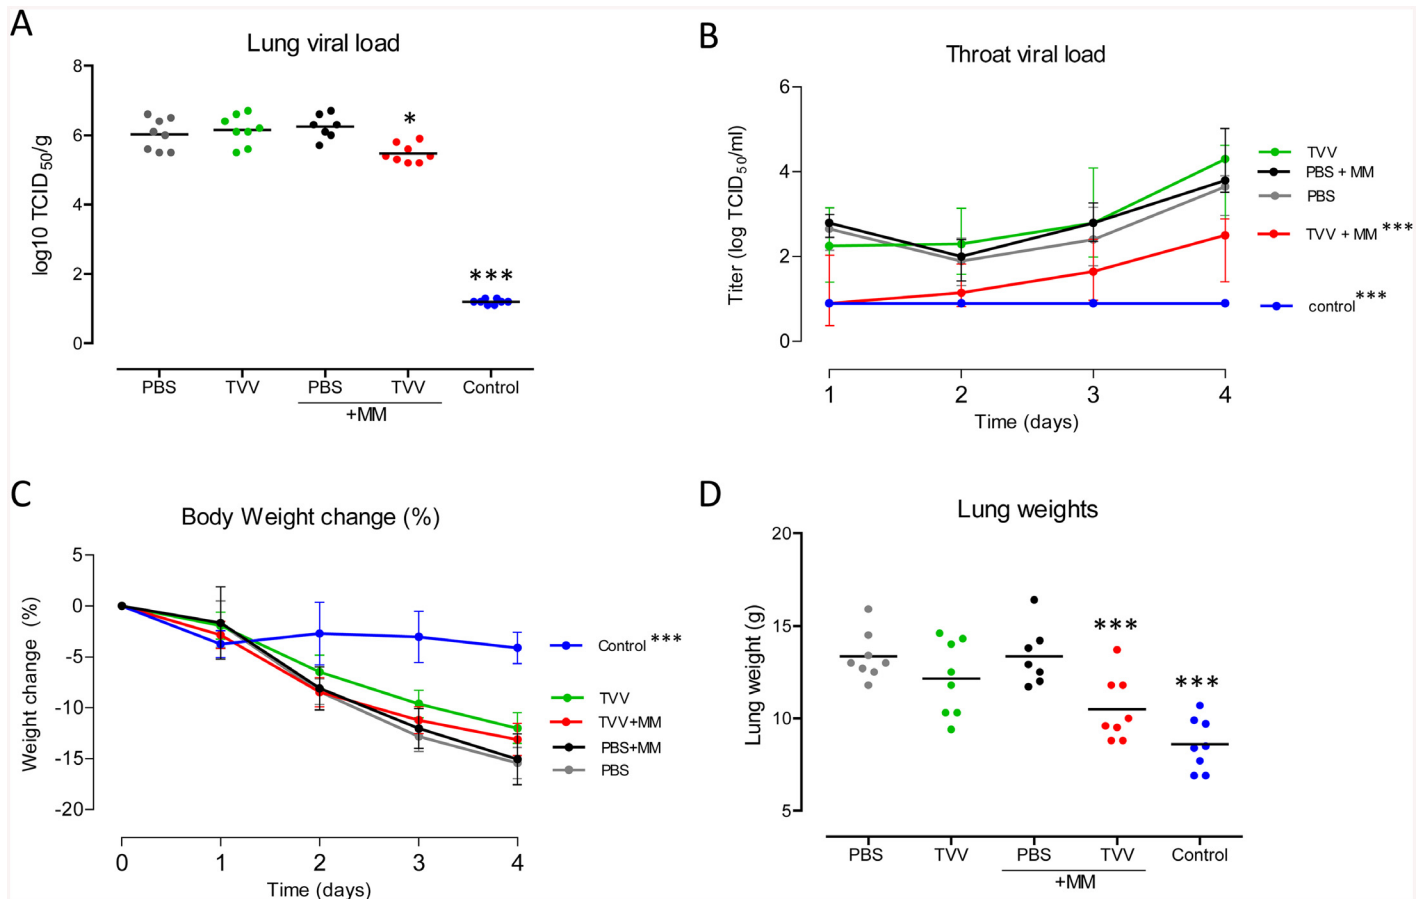 A
Lung viral load
8
6
4
2
0
log10 TCID50/g
*
***
PBS
TVV
PBS
TVV
Control
+MM
B
Throat viral load
6
4
2
0
Titer (log TCID50/ml)
1
2
3
4
Time (days)
TVV
PBS + MM
PBS
TVV + MM ***
control ***
C
Body Weight change (%)
5
0
-5
-10
-15
-20
Weight change (%)
0
1
2
3
4
Time (days)
Control ***
TVV
TVV+MM
PBS+MM
PBS
D
Lung weights
20
15
10
5
Lung weight (g)
***
***
PBS
TVV
PBS
TVV
Control
+MM